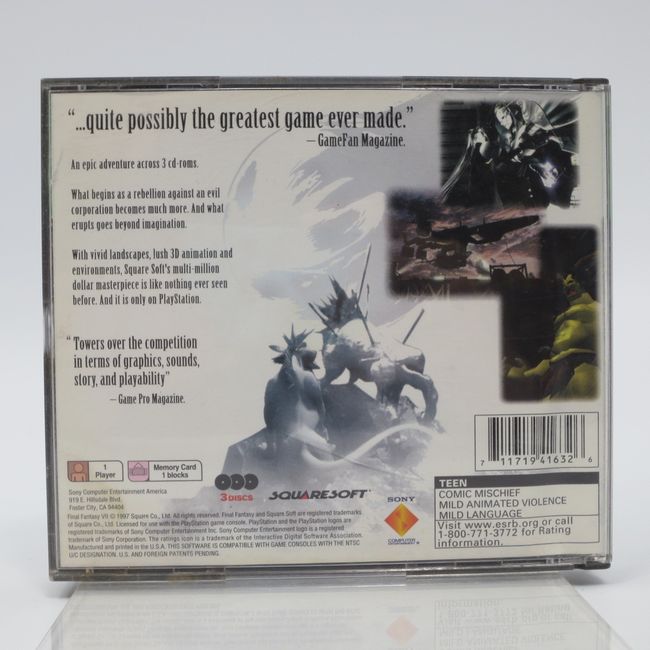 “...quite possibly the greatest game ever made.”
— GameFan Magazine.
An epic adventure across 3 cd-roms.
What begins as a rebellion against an evil
corporation becomes much more. And what
erupts goes beyond imagination.
With vivid landscapes, lush 3D animation and
environments, Square Soft's multi-million
dollar masterpiece is like nothing ever seen
before. And it is only on PlayStation.
“Towers over the competition
in terms of graphics, sounds,
story, and playability”
— Game Pro Magazine.
1
Player
Memory Card
1 blocks
Sony Computer Entertainment America
919 E. Hillsdale Blvd.
Foster City, CA 94404
3 DISCS
SQUARESOFT
SONY
COMPUTER
Final Fantasy VII © 1997 Square Co., Ltd. All rights reserved. Final Fantasy and Square Soft are registered trademarks
of Square Co., Ltd. Licensed for use with the PlayStation game console. PlayStation and the PlayStation logos are
registered trademarks of Sony Computer Entertainment Inc. Sony Computer Entertainment logo is a registered
trademark of Sony Corporation. The ratings icon is a trademark of the Interactive Digital Software Association.
Manufactured and printed in the U.S.A. THIS SOFTWARE IS COMPATIBLE WITH GAME CONSOLES WITH THE NTSC
U/C DESIGNATION. U.S. AND FOREIGN PATENTS PENDING.
7 11719 41632 6
TEEN
COMIC MISCHIEF
MILD ANIMATED VIOLENCE
MILD LANGUAGE
Visit www.esrb.org or call
1-800-771-3772 for Rating
information.